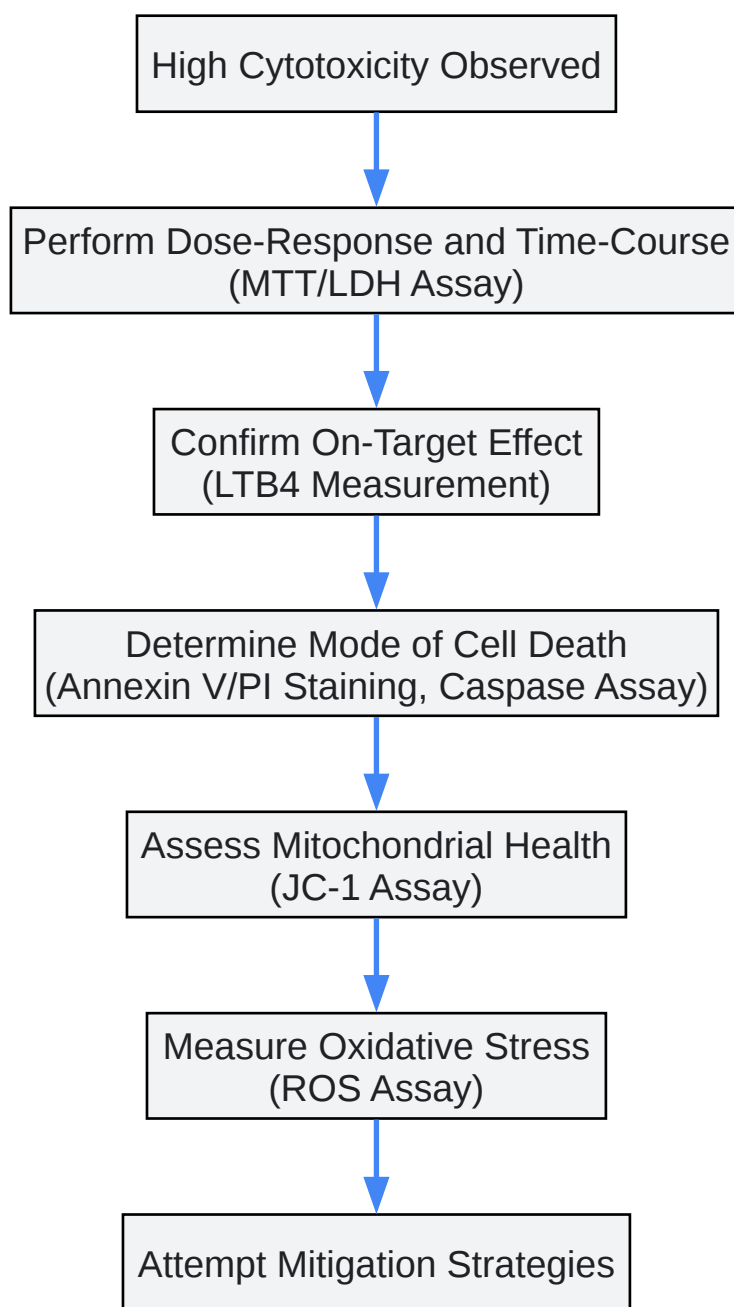 High Cytotoxicity Observed
Perform Dose-Response and Time-Course
(MTT/LDH Assay)
Confirm On-Target Effect
(LTB4 Measurement)
Determine Mode of Cell Death
(Annexin V/PI Staining, Caspase Assay)
Assess Mitochondrial Health
(JC-1 Assay)
Measure Oxidative Stress
(ROS Assay)
Attempt Mitigation Strategies